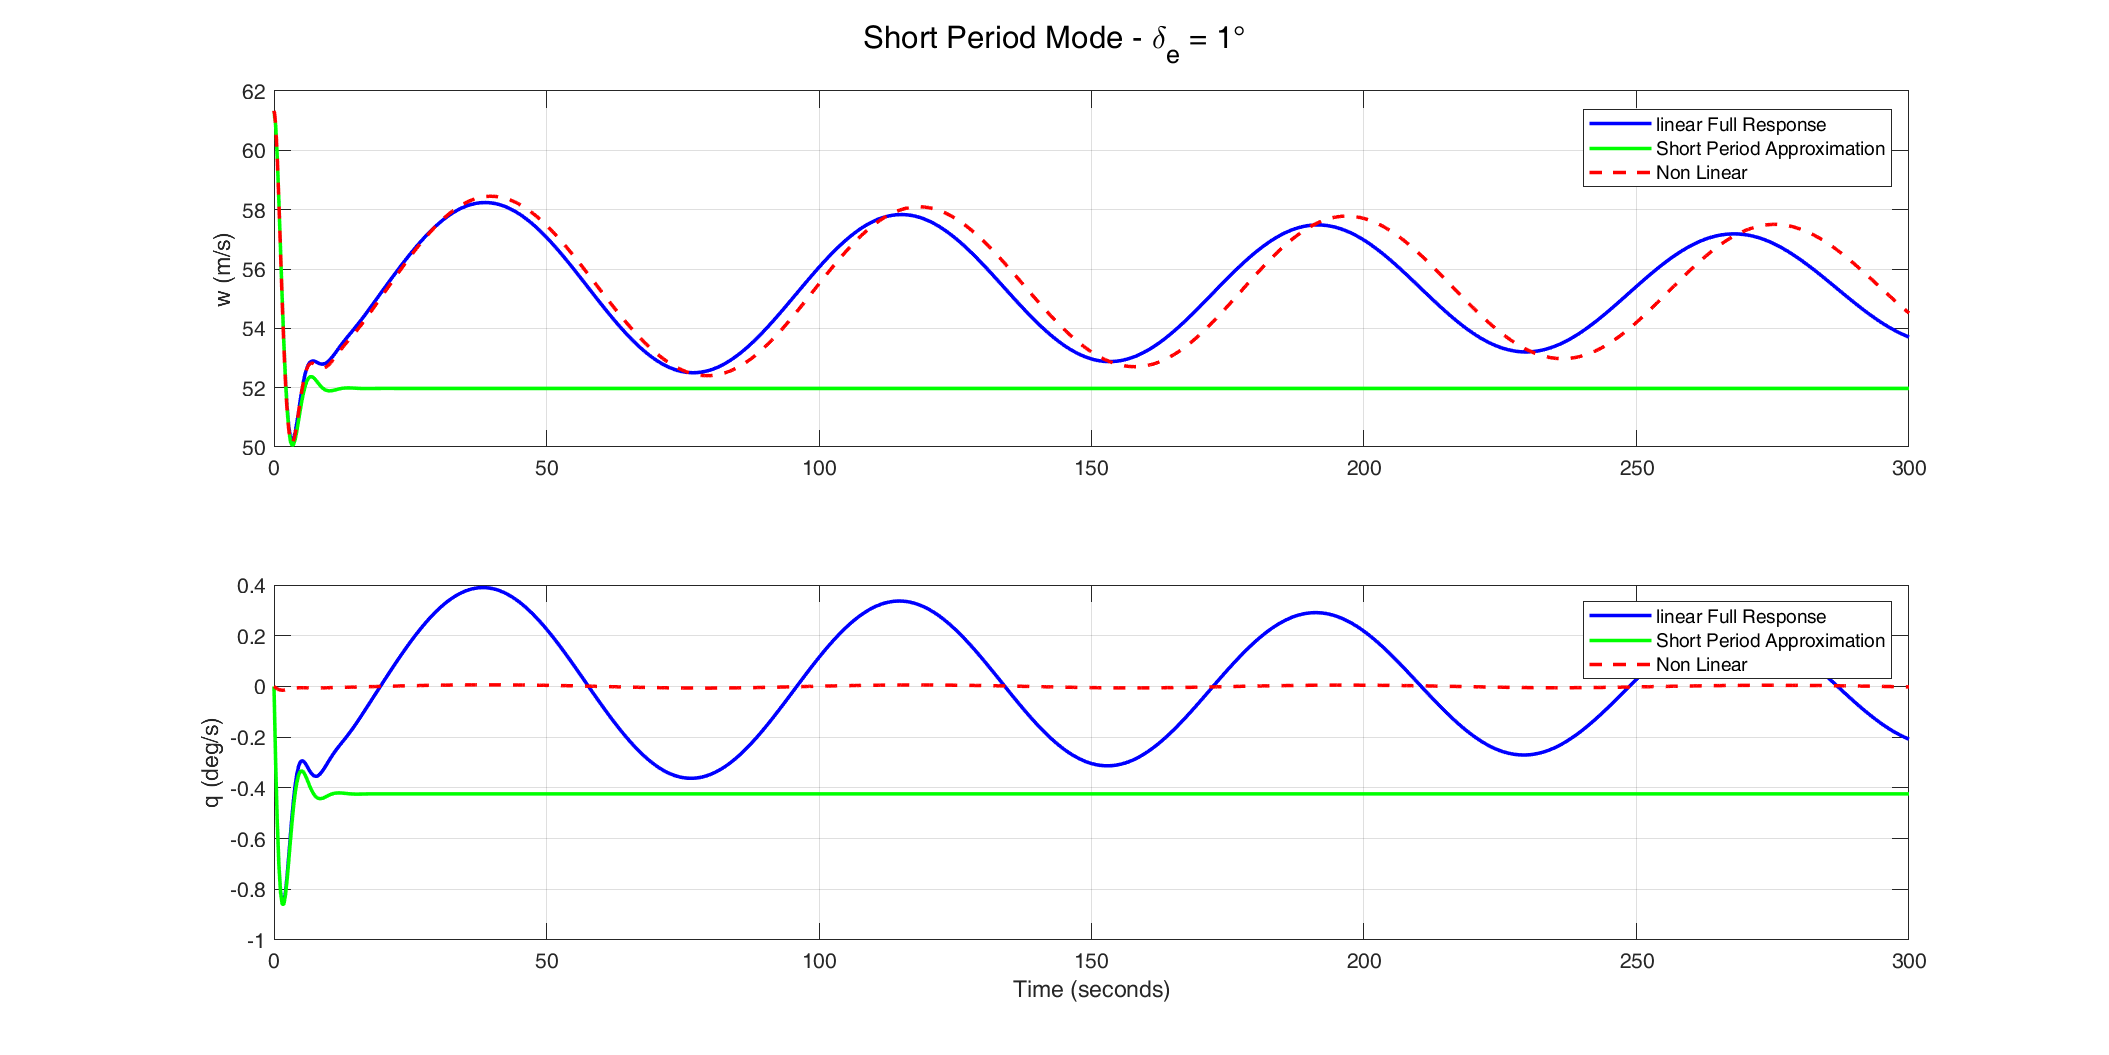 Short Period Mode - δe = 1°
62
60
58
56
54
52
50
w (m/s)
linear Full Response
Short Period Approximation
Non Linear
0 50 100 150 200 250 300
0.4
0.2
0
-0.2
-0.4
-0.6
-0.8
-1
q (deg/s)
linear Full Response
Short Period Approximation
Non Linear
0 50 100 150 200 250 300
Time (seconds)